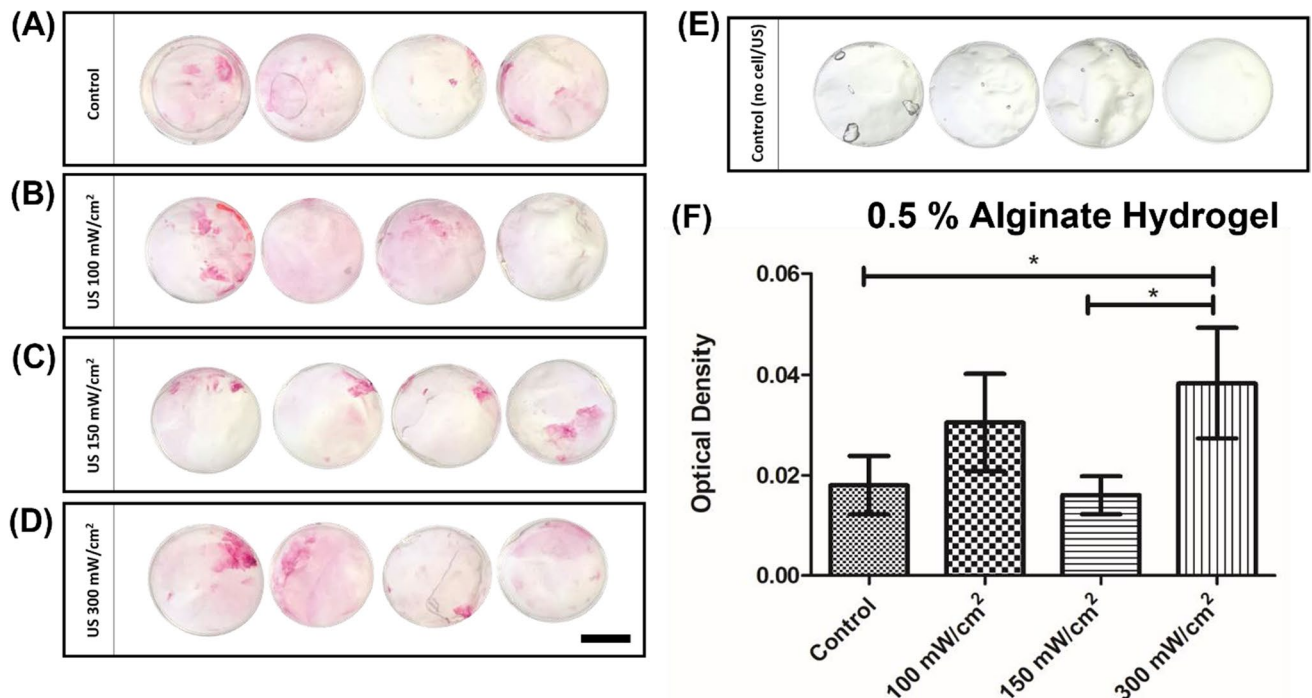 (A)
Control
(B)
US 100 mW/cm²
(C)
US 150 mW/cm²
(D)
US 300 mW/cm²
(E)
Control (no cell/US)
(F)
0.5 % Alginate Hydrogel
Optical Density
0.06
0.04
0.02
0.00
*
*
Control
100 mW/cm²
150 mW/cm²
300 mW/cm²